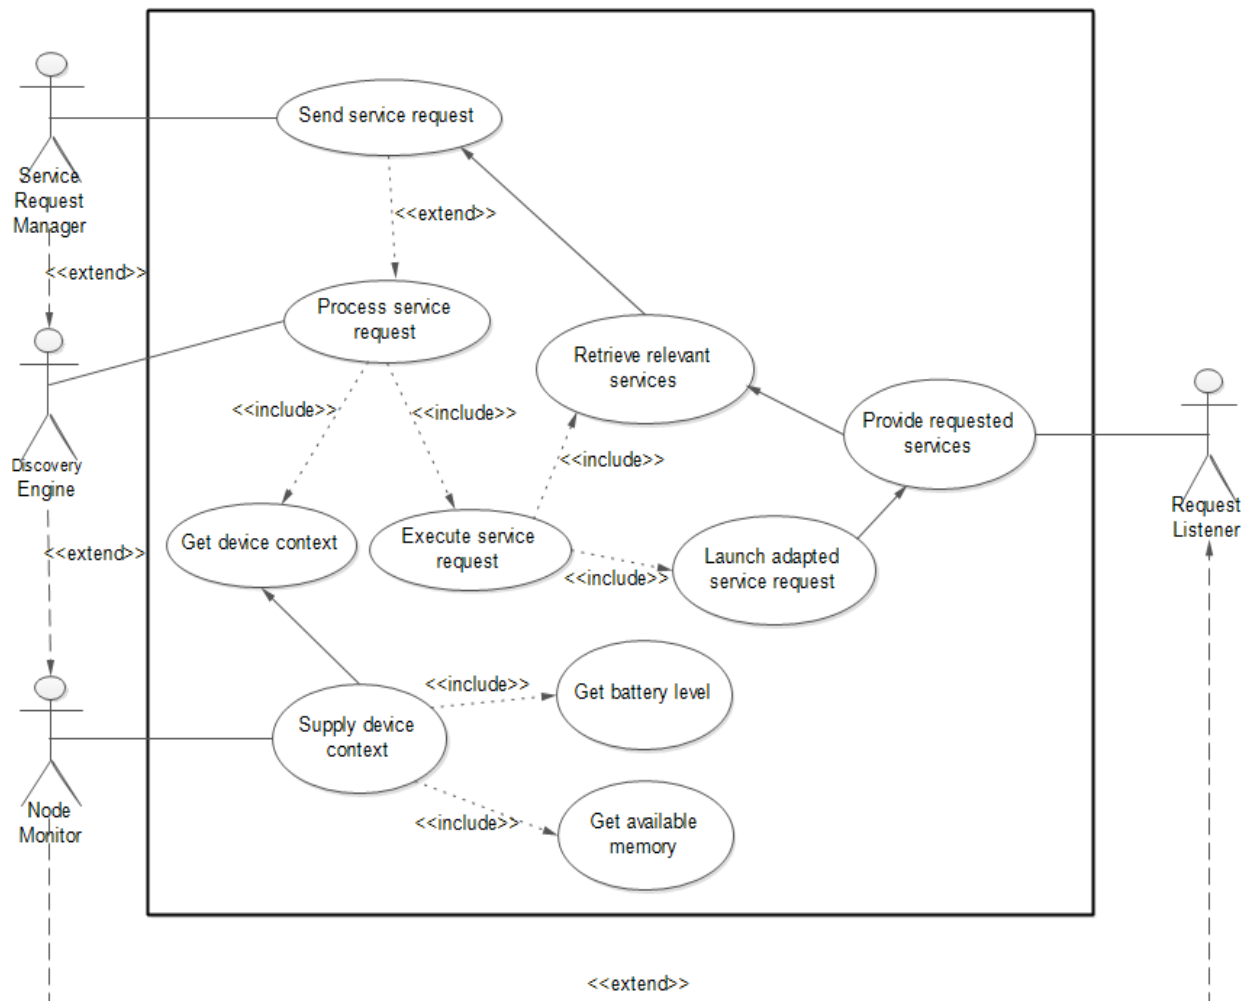 Send service request
Service
Request
Manager
<<extend>>
<<extend>>
Process service
request
Retrieve relevant
services
<<include>>
<<include>>
Provide requested
services
<<include>>
Discovery
Engine
Request
Listener
Get device context
Execute service
request
<<extend>>
Launch adapted
service request
<<include>>
<<include>>
Get battery level
Supply device
context
Node
Monitor
<<include>>
Get available
memory
<<extend>>